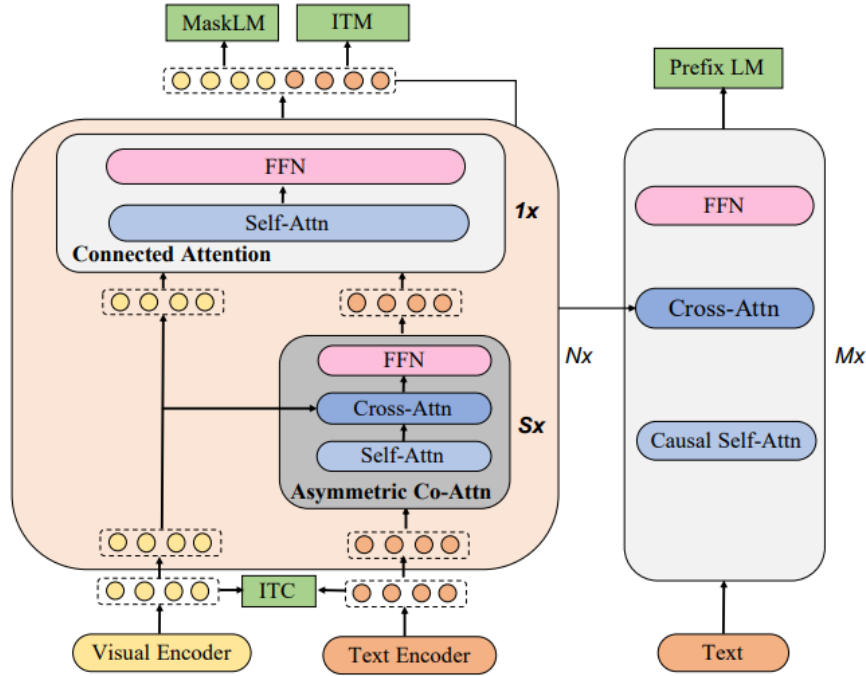 MaskLM
ITM
Prefix LM
FFN
Self-Attn
Connected Attention
1x
FFN
Cross-Attn
Self-Attn
Asymmetric Co-Attn
Sx
Nx
FFN
Cross-Attn
Causal Self-Attn
Mx
ITC
Visual Encoder
Text Encoder
Text